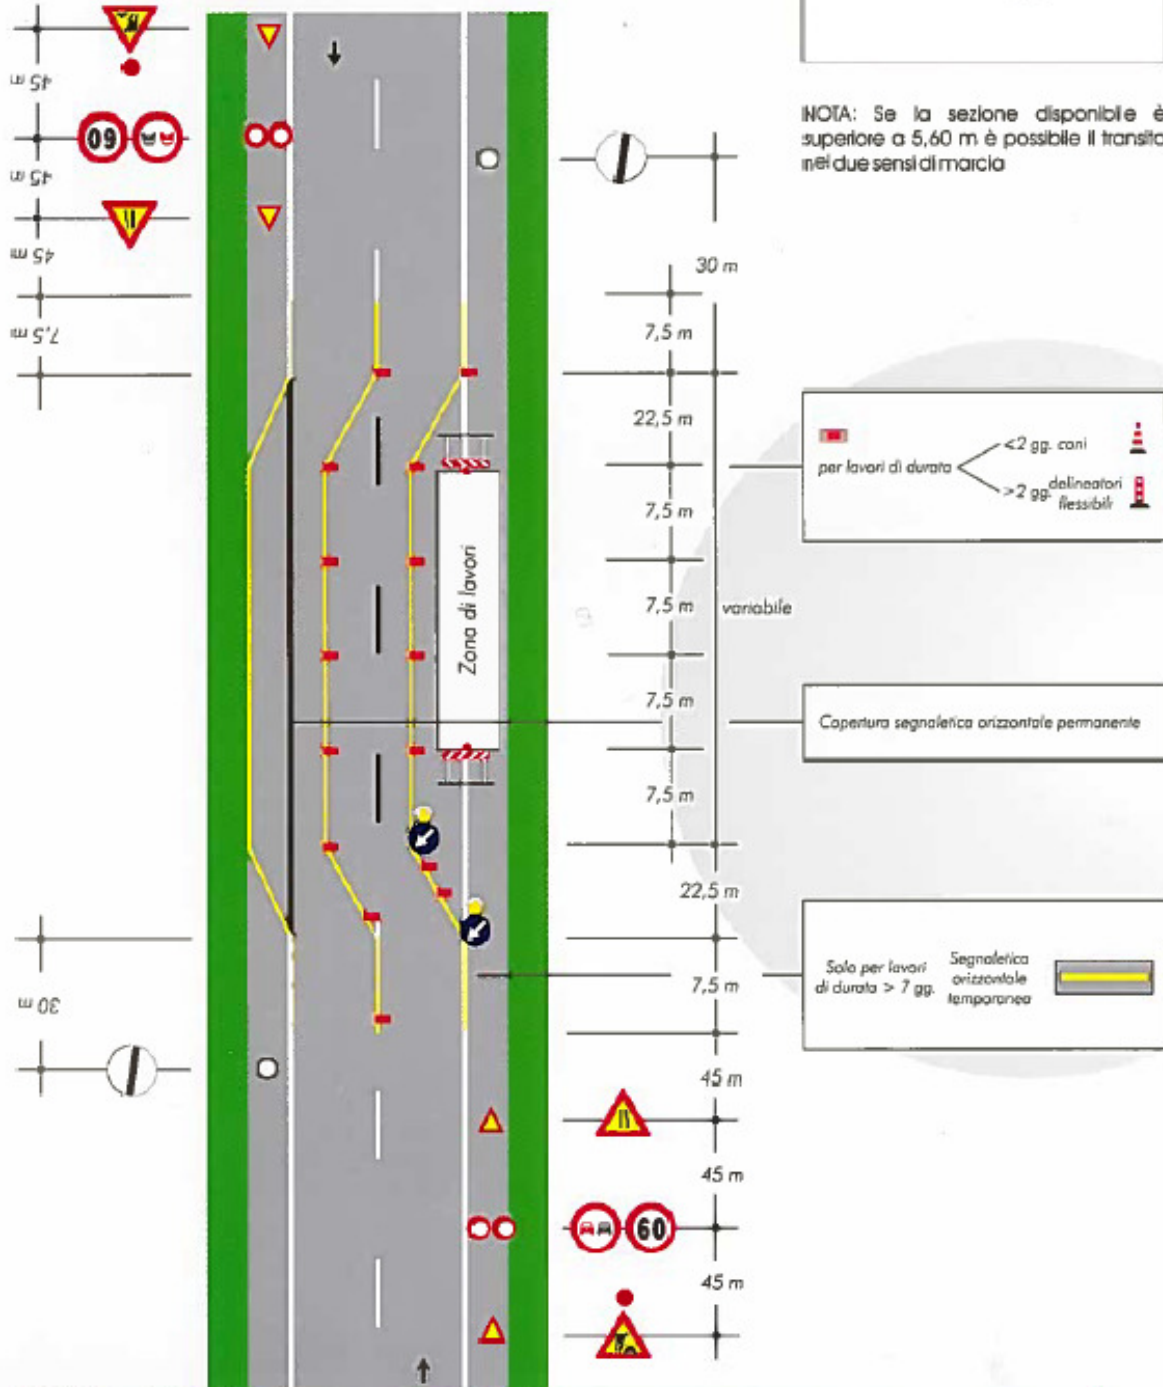 45 m
60
45 m
45 m
7,5 m
30 m
NOTA: Se la sezione disponibile è
superiore a 5,60 m è possibile il transito
nei due sensi di marcia
30 m
7,5 m
22,5 m
7,5 m
7,5 m
7,5 m
7,5 m
variabile
22,5 m
7,5 m
45 m
45 m
45 m
60
Zona di lavori
per lavori di durata
<2 gg. coni
>2 gg. delineatori
flessibili
Copertura segnaletica orizzontale permanente
Solo per lavori
di durata > 7 gg.
Segnaletica
orizzontale
temporanea